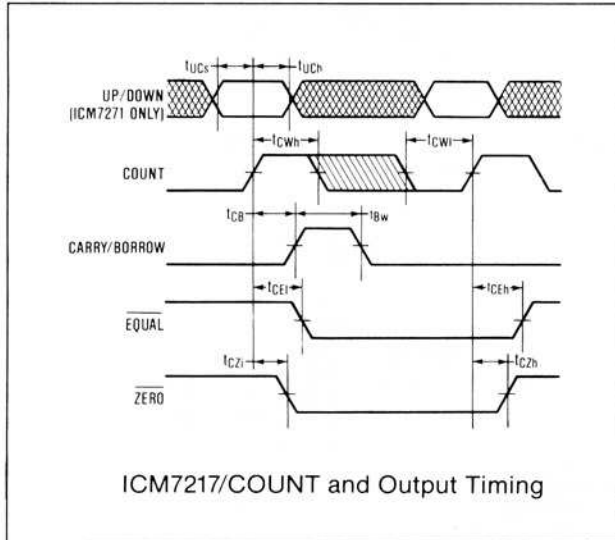 tUCs tUCh
UP/DOWN
(ICM7271 ONLY)
tCWh tCWl
COUNT
tCB tBw
CARRY/BORROW
tCEl tCEh
EQUAL
tCZl tCZh
ZERO
ICM7217/COUNT and Output Timing